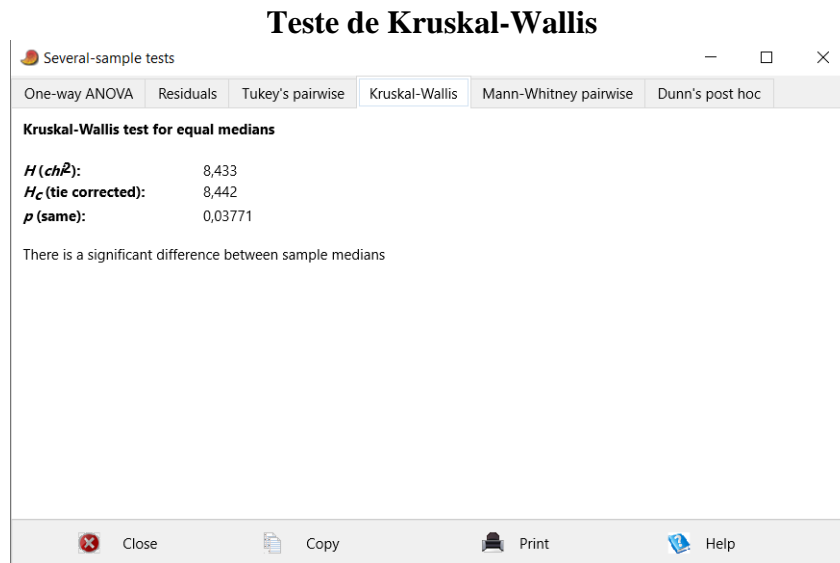 Teste de Kruskal-Wallis
Several-sample tests
One-way ANOVA Residuals Tukey's pairwise Kruskal-Wallis Mann-Whitney pairwise Dunn's post hoc
Kruskal-Wallis test for equal medians
H (chi2): 8,433
Hc (tie corrected): 8,442
p (same): 0,03771
There is a significant difference between sample medians
Close Copy Print Help